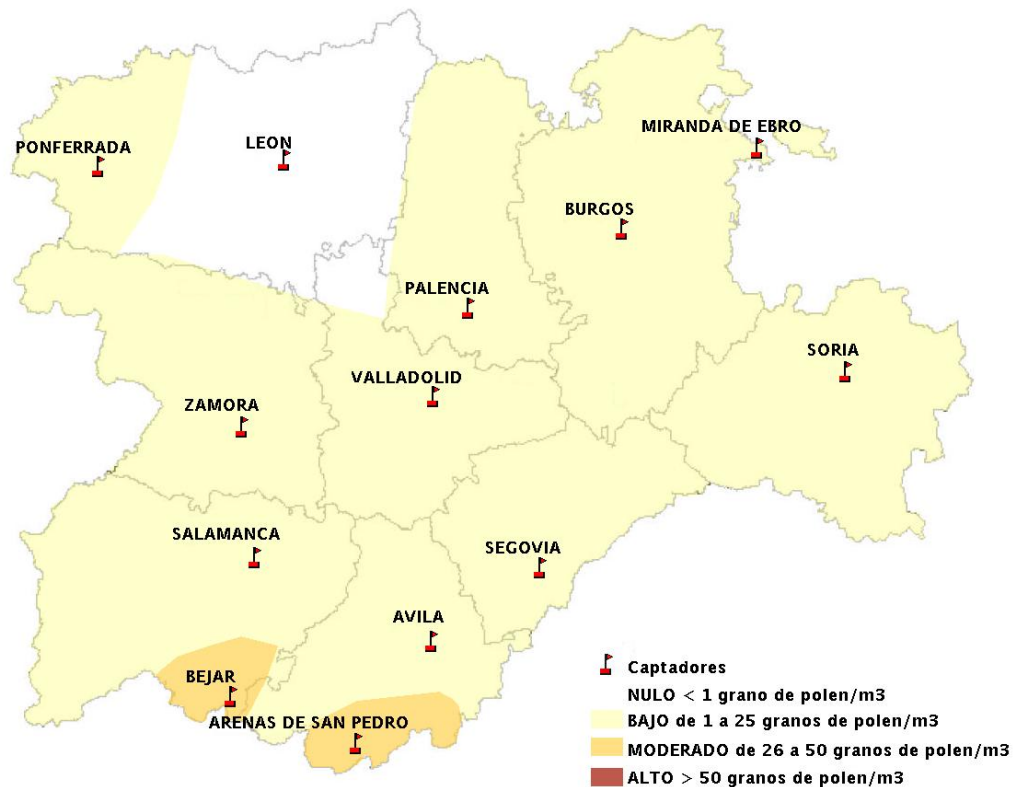 MIRANDA DE EBRO
PONFERRADA
LEON
BURGOS
PALENCIA
SORIA
VALLADOLID
ZAMORA
SALAMANCA
SEGOVIA
AVILA
BEJAR
ARENAS DE SAN PEDRO
Captadores
NULO < 1 grano de polen/m3
BAJO de 1 a 25 granos de polen/m3
MODERADO de 26 a 50 granos de polen/m3
ALTO > 50 granos de polen/m3